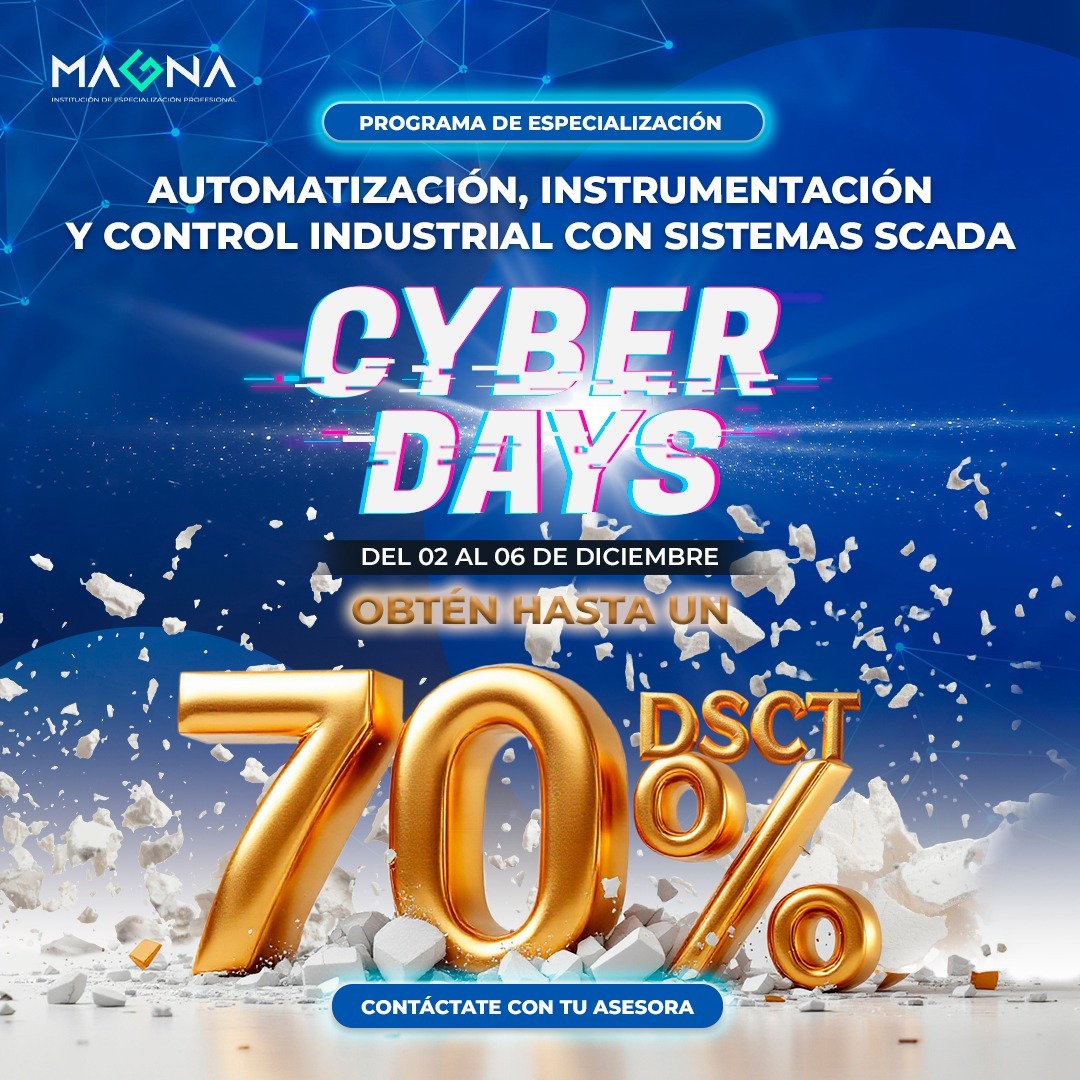 MAGNA
INSTITUCIÓN DE ESPECIALIZACIÓN PROFESIONAL
PROGRAMA DE ESPECIALIZACIÓN
AUTOMATIZACIÓN, INSTRUMENTACIÓN
Y CONTROL INDUSTRIAL CON SISTEMAS SCADA
CYBER
DAYS
DEL 02 AL 06 DE DICIEMBRE
OBTÉN HASTA UN
70% DSCT
CONTÁCTATE CON TU ASESORA